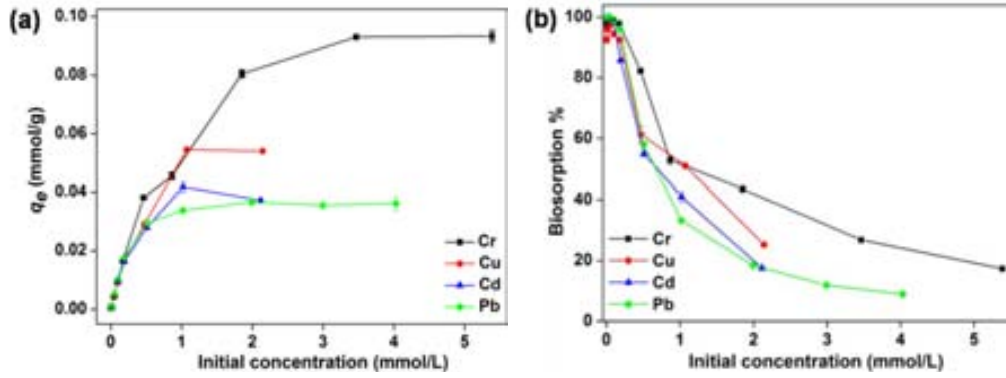 (a)
0.10
0.08
0.06
0.04
0.02
0.00
qe (mmol/g)
Cr
Cu
Cd
Pb
0 1 2 3 4 5
Initial concentration (mmol/L)
(b)
100
80
60
40
20
0
Biosorption %
Cr
Cu
Cd
Pb
0 1 2 3 4 5
Initial concentration (mmol/L)